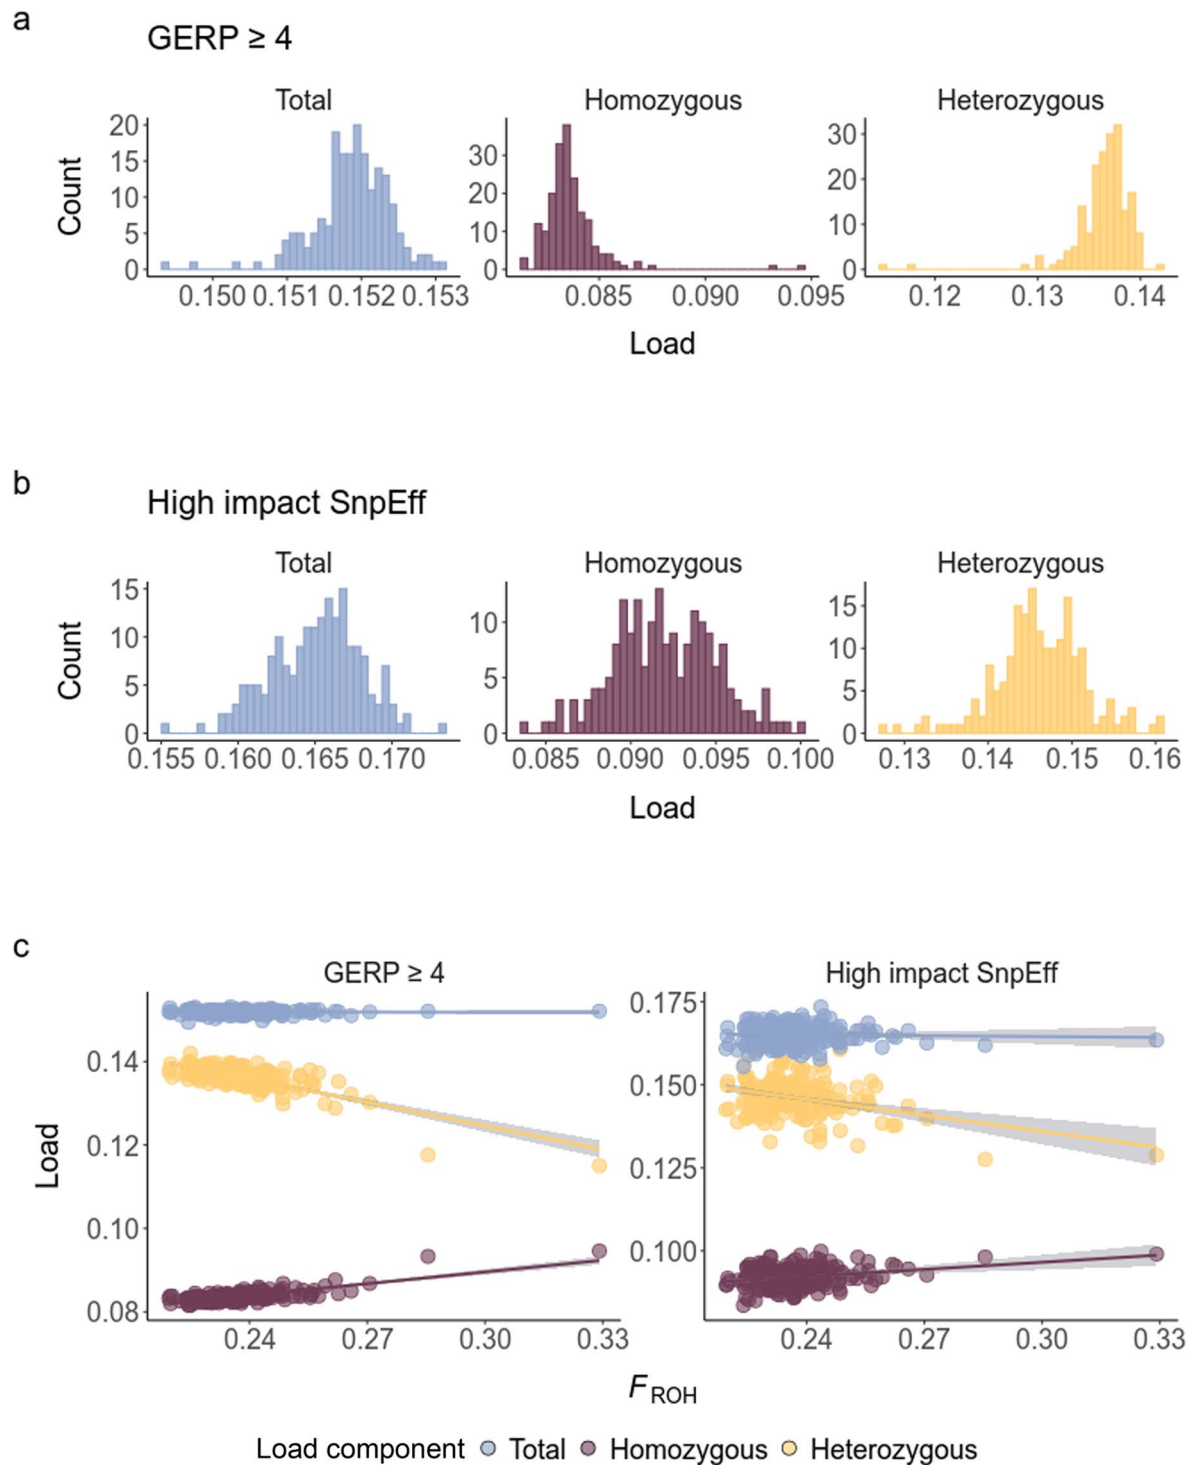 a
GERP ≥ 4
Total Homozygous Heterozygous
Count
20
15
10
5
0
30
20
10
0
30
20
10
0
0.150 0.151 0.152 0.153 0.085 0.090 0.095 0.12 0.13 0.14
Load
b
High impact SnpEff
Total Homozygous Heterozygous
Count
15
10
5
0
10
5
0
15
10
5
0
0.155 0.160 0.165 0.170 0.085 0.090 0.095 0.100 0.13 0.14 0.15 0.16
Load
c
GERP ≥ 4 High impact SnpEff
Load
0.14
0.12
0.10
0.08
0.175
0.150
0.125
0.100
0.24 0.27 0.30 0.33 0.24 0.27 0.30 0.33
FROH
Load component Total Homozygous Heterozygous